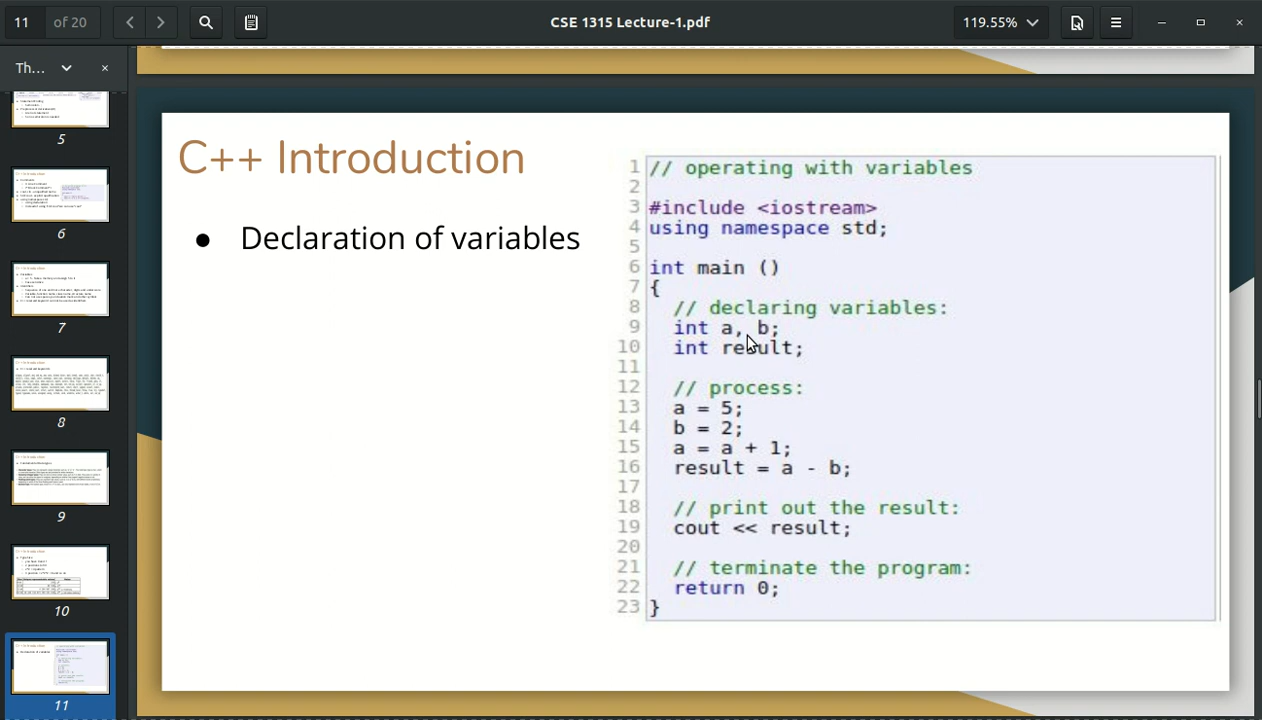 11 of 20
CSE 1315 Lecture-1.pdf
119.55%
Th...
5
6
7
8
9
10
11
C++ Introduction
● Declaration of variables
1 // operating with variables
2
3 #include <iostream>
4 using namespace std;
5
6 int main ()
7 {
8 // declaring variables:
9 int a, b;
10 int result;
11
12 // process:
13 a = 5;
14 b = 2;
15 a = a + 1;
16 result = a - b;
17
18 // print out the result:
19 cout << result;
20
21 // terminate the program:
22 return 0;
23 }